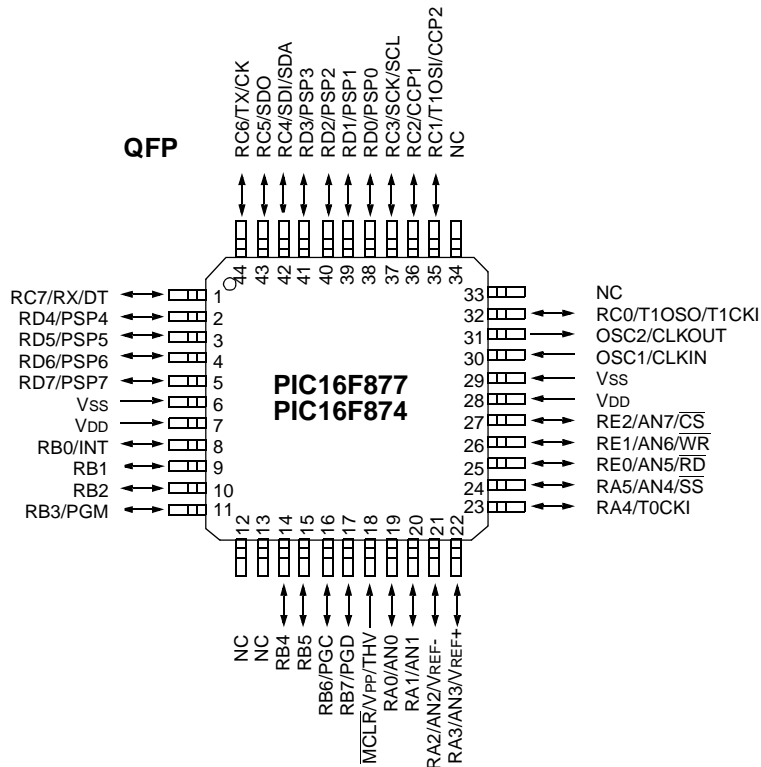 QFP
RC6/TX/CK
RC5/SDO
RC4/SDI/SDA
RD3/PSP3
RD2/PSP2
RD1/PSP1
RD0/PSP0
RC3/SCK/SCL
RC2/CCP1
RC1/T1OSI/CCP2
NC
44
43
42
41
40
39
38
37
36
35
34
RC7/RX/DT 1
RD4/PSP4 2
RD5/PSP5 3
RD6/PSP6 4
RD7/PSP7 5
VSS 6
VDD 7
RB0/INT 8
RB1 9
RB2 10
RB3/PGM 11
PIC16F877
PIC16F874
33 NC
32 RC0/T1OSO/T1CKI
31 OSC2/CLKOUT
30 OSC1/CLKIN
29 VSS
28 VDD
27 RE2/AN7/CS
26 RE1/AN6/WR
25 RE0/AN5/RD
24 RA5/AN4/SS
23 RA4/T0CKI
12
13
14
15
16
17
18
19
20
21
22
NC
NC
RB4
RB5
RB6/PGC
RB7/PGD
MCLR/VPP/THV
RA0/AN0
RA1/AN1
RA2/AN2/VREF-
RA3/AN3/VREF+